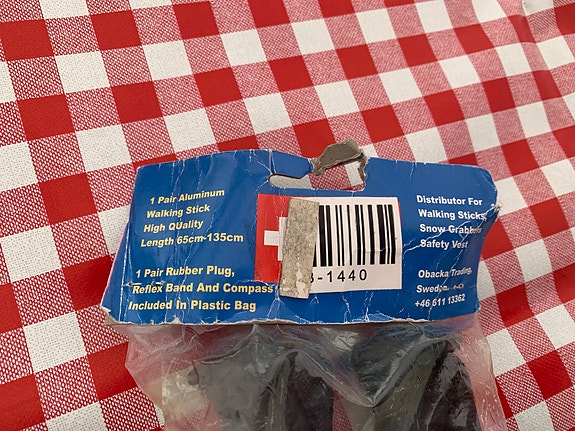 1 Pair Aluminum
Walking Stick
High QUality
Length 65cm-135cm
1 Pair Rubber Plug,
Reflex Band And Compass
Included In Plastic Bag
-1440
Distributor For
Walking Sticks,
Snow Grabbers
Safety Vest
Obacka Trading,
Sweden.
+46 611 13362